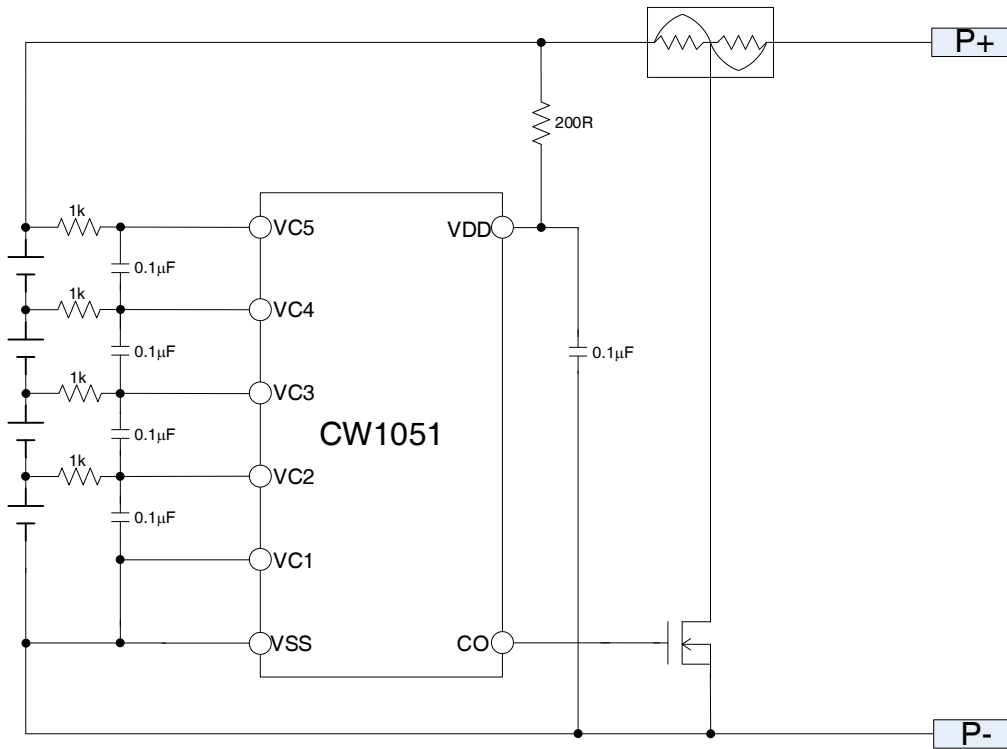 P+
200R
1k
VC5
VDD
0.1μF
1k
VC4
0.1μF
0.1μF
1k
VC3
0.1μF
CW1051
1k
VC2
0.1μF
VC1
VSS
CO
P-